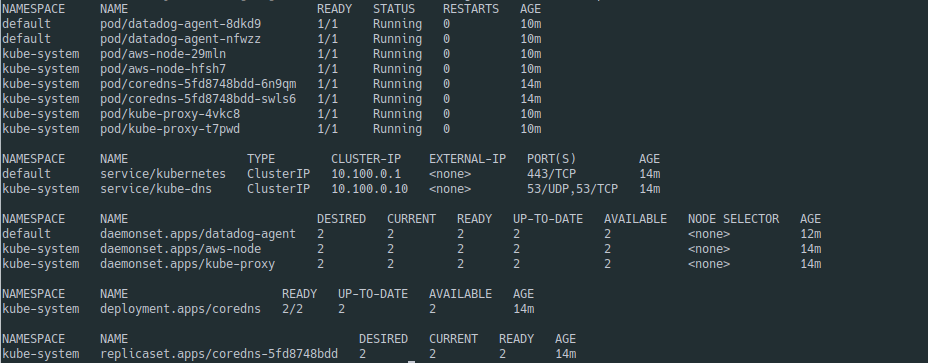 NAMESPACE NAME READY STATUS RESTARTS AGE
default pod/datadog-agent-8dkd9 1/1 Running 0 10m
default pod/datadog-agent-nfwzz 1/1 Running 0 10m
kube-system pod/aws-node-29mln 1/1 Running 0 10m
kube-system pod/aws-node-hfsh7 1/1 Running 0 10m
kube-system pod/coredns-5fd8748bdd-6n9qm 1/1 Running 0 14m
kube-system pod/coredns-5fd8748bdd-swls6 1/1 Running 0 14m
kube-system pod/kube-proxy-4vkc8 1/1 Running 0 10m
kube-system pod/kube-proxy-t7pwd 1/1 Running 0 10m
NAMESPACE NAME TYPE CLUSTER-IP EXTERNAL-IP PORT(S) AGE
default service/kubernetes ClusterIP 10.100.0.1 <none> 443/TCP 14m
kube-system service/kube-dns ClusterIP 10.100.0.10 <none> 53/UDP,53/TCP 14m
NAMESPACE NAME DESIRED CURRENT READY UP-TO-DATE AVAILABLE NODE SELECTOR AGE
default daemonset.apps/datadog-agent 2 2 2 2 2 <none> 12m
kube-system daemonset.apps/aws-node 2 2 2 2 2 <none> 14m
kube-system daemonset.apps/kube-proxy 2 2 2 2 2 <none> 14m
NAMESPACE NAME READY UP-TO-DATE AVAILABLE AGE
kube-system deployment.apps/coredns 2/2 2 2 14m
NAMESPACE NAME DESIRED CURRENT READY AGE
kube-system replicaset.apps/coredns-5fd8748bdd 2 2 2 14m